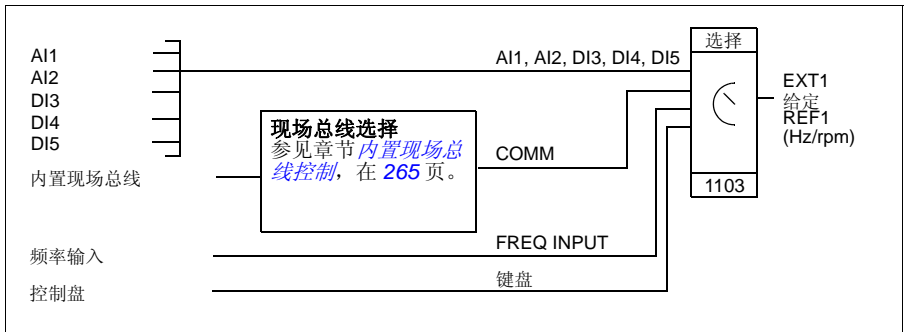 AI1
AI2
DI3
DI4
DI5
内置现场总线
频率输入
控制盘
现场总线选择
参见章节内置现场总
线控制，在 265 页。
AI1, AI2, DI3, DI4, DI5
COMM
FREQ INPUT
键盘
选择
1103
EXT1
给定
REF1
(Hz/rpm)